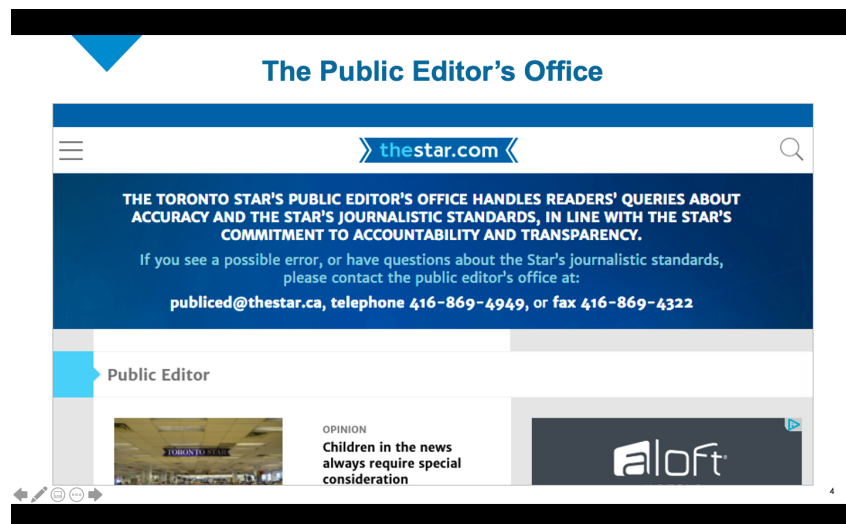 The Public Editor's Office
thestar.com
THE TORONTO STAR'S PUBLIC EDITOR'S OFFICE HANDLES READERS' QUERIES ABOUT
ACCURACY AND THE STAR'S JOURNALISTIC STANDARDS, IN LINE WITH THE STAR'S
COMMITMENT TO ACCOUNTABILITY AND TRANSPARENCY.
If you see a possible error, or have questions about the Star's journalistic standards,
please contact the public editor's office at:
publiced@thestar.ca, telephone 416-869-4949, or fax 416-869-4322
Public Editor
TORONTO STAR
OPINION
Children in the news
always require special
consideration
aloft
4